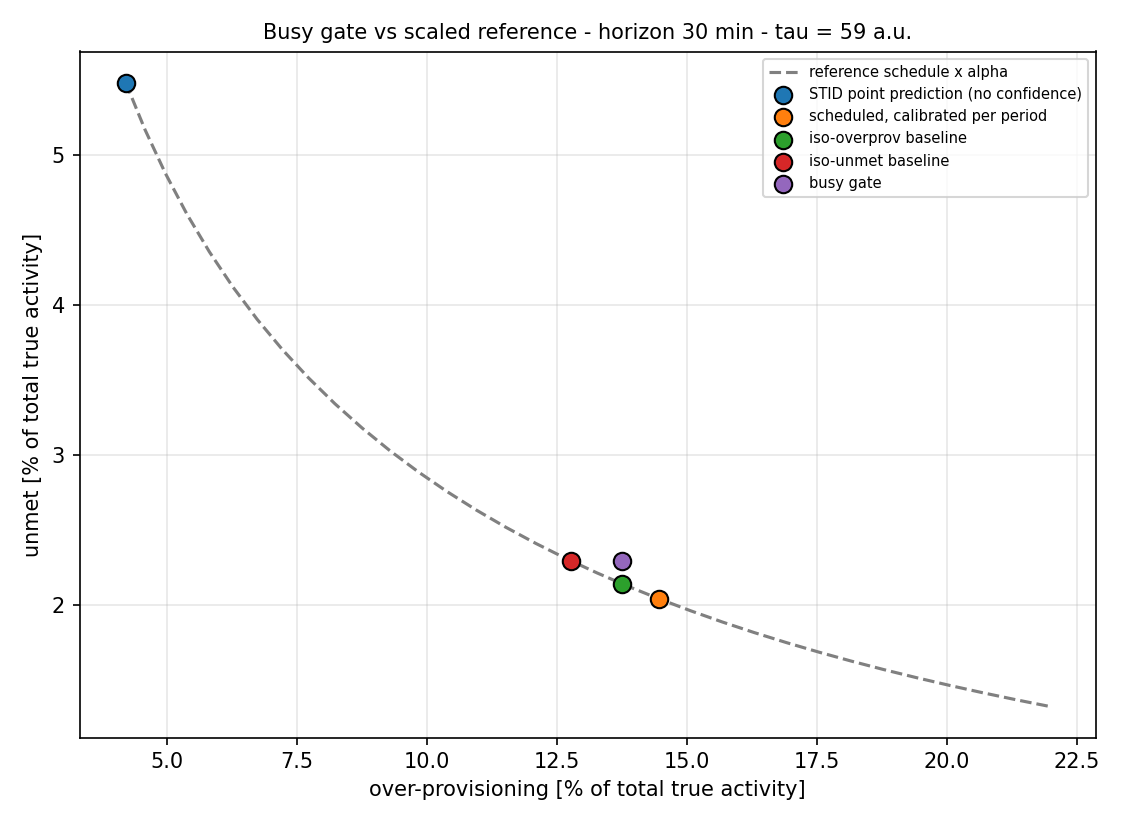 Busy gate vs scaled reference - horizon 30 min - tau = 59 a.u.
reference schedule x alpha
STID point prediction (no confidence)
scheduled, calibrated per period
iso-overprov baseline
iso-unmet baseline
busy gate
unmet [% of total true activity]
5
4
3
2
5.0 7.5 10.0 12.5 15.0 17.5 20.0 22.5
over-provisioning [% of total true activity]